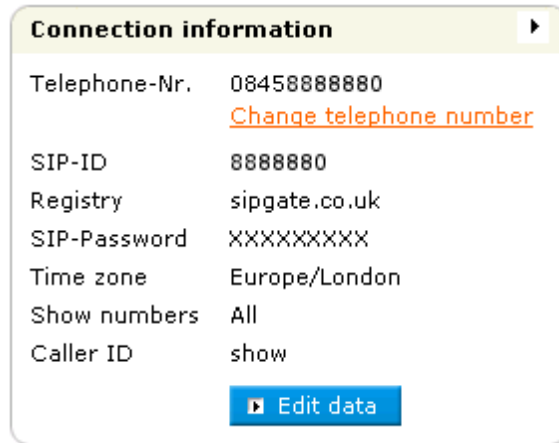 Connection information
Telephone-Nr. 08458888880
Change telephone number
SIP-ID 8888880
Registry sipgate.co.uk
SIP-Password XXXXXXXXX
Time zone Europe/London
Show numbers All
Caller ID show
Edit data